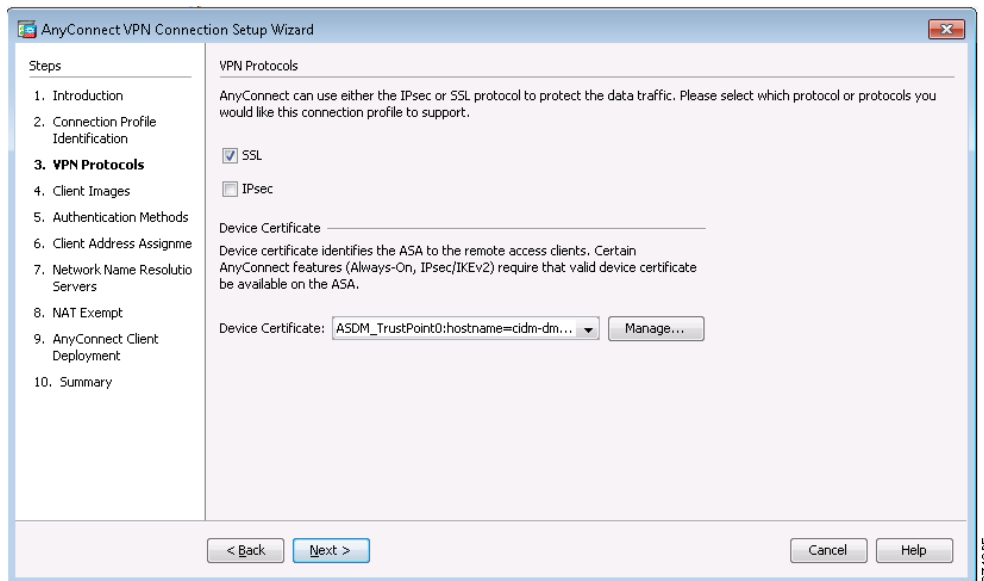 AnyConnect VPN Connection Setup Wizard
Steps
1. Introduction
2. Connection Profile
Identification
3. VPN Protocols
4. Client Images
5. Authentication Methods
6. Client Address Assignme
7. Network Name Resolutio
Servers
8. NAT Exempt
9. AnyConnect Client
Deployment
10. Summary
VPN Protocols
AnyConnect can use either the IPsec or SSL protocol to protect the data traffic. Please select which protocol or protocols you
would like this connection profile to support.
SSL
IPsec
Device Certificate
Device certificate identifies the ASA to the remote access clients. Certain
AnyConnect features (Always-On, IPsec/IKEv2) require that valid device certificate
be available on the ASA.
Device Certificate: ASDM_TrustPoint0:hostname=cidm-dm... Manage...
< Back Next > Cancel Help